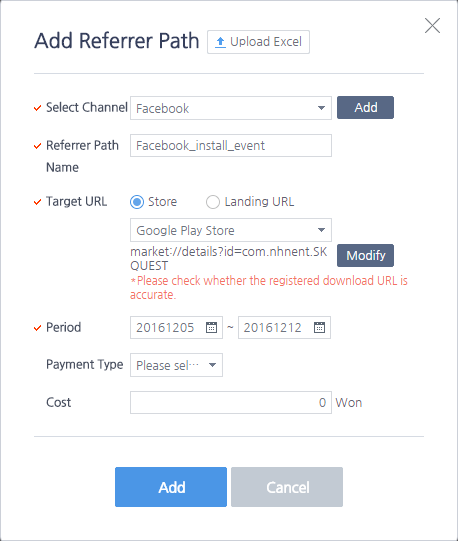 Add Referrer Path Upload Excel
Select Channel Facebook Add
Referrer Path Facebook_install_event
Name
Target URL Store Landing URL
Google Play Store
market://details?id=com.nhnent.SK
QUEST Modify
*Please check whether the registered download URL is
accurate.
Period 20161205 ~ 20161212
Payment Type Please sel···
Cost 0 Won
Add Cancel